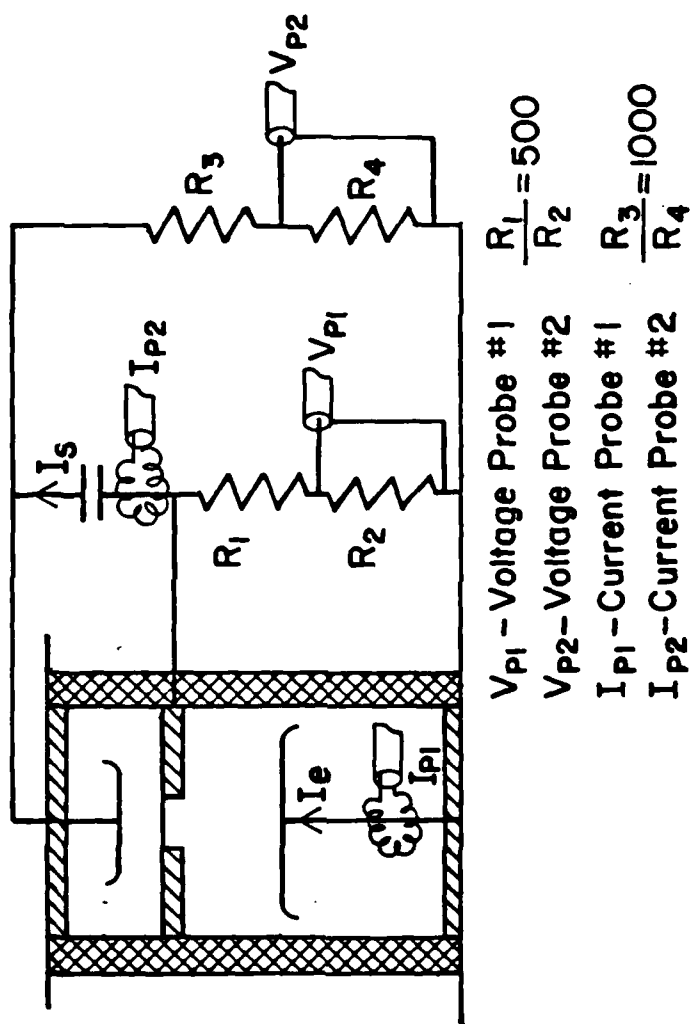 V_P2
R_3
R_4
I_P2
I_S
V_P1
R_1
R_2
I_e
I_P1
V_P1 – Voltage Probe #1
V_P2 – Voltage Probe #2
I_P1 – Current Probe #1
I_P2 – Current Probe #2
R_1/R_2 = 500
R_3/R_4 = 1000